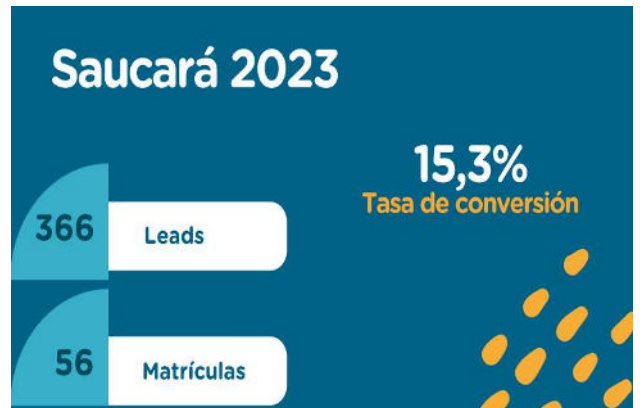 Saucará 2023
15,3%
Tasa de conversión
366
Leads
56
Matrículas